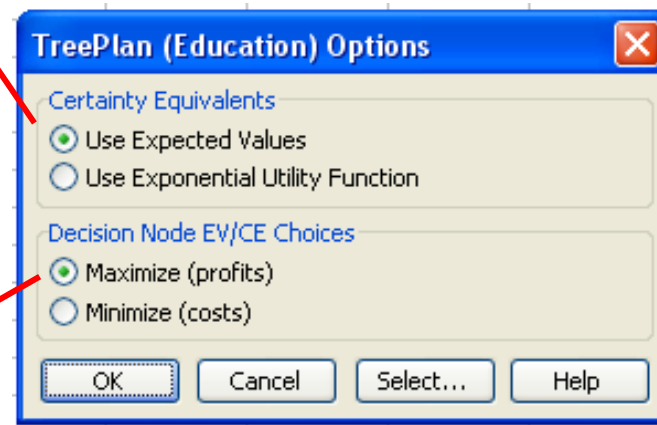 TreePlan (Education) Options
Certainty Equivalents
Use Expected Values
Use Exponential Utility Function
Decision Node EV/CE Choices
Maximize (profits)
Minimize (costs)
OK Cancel Select... Help